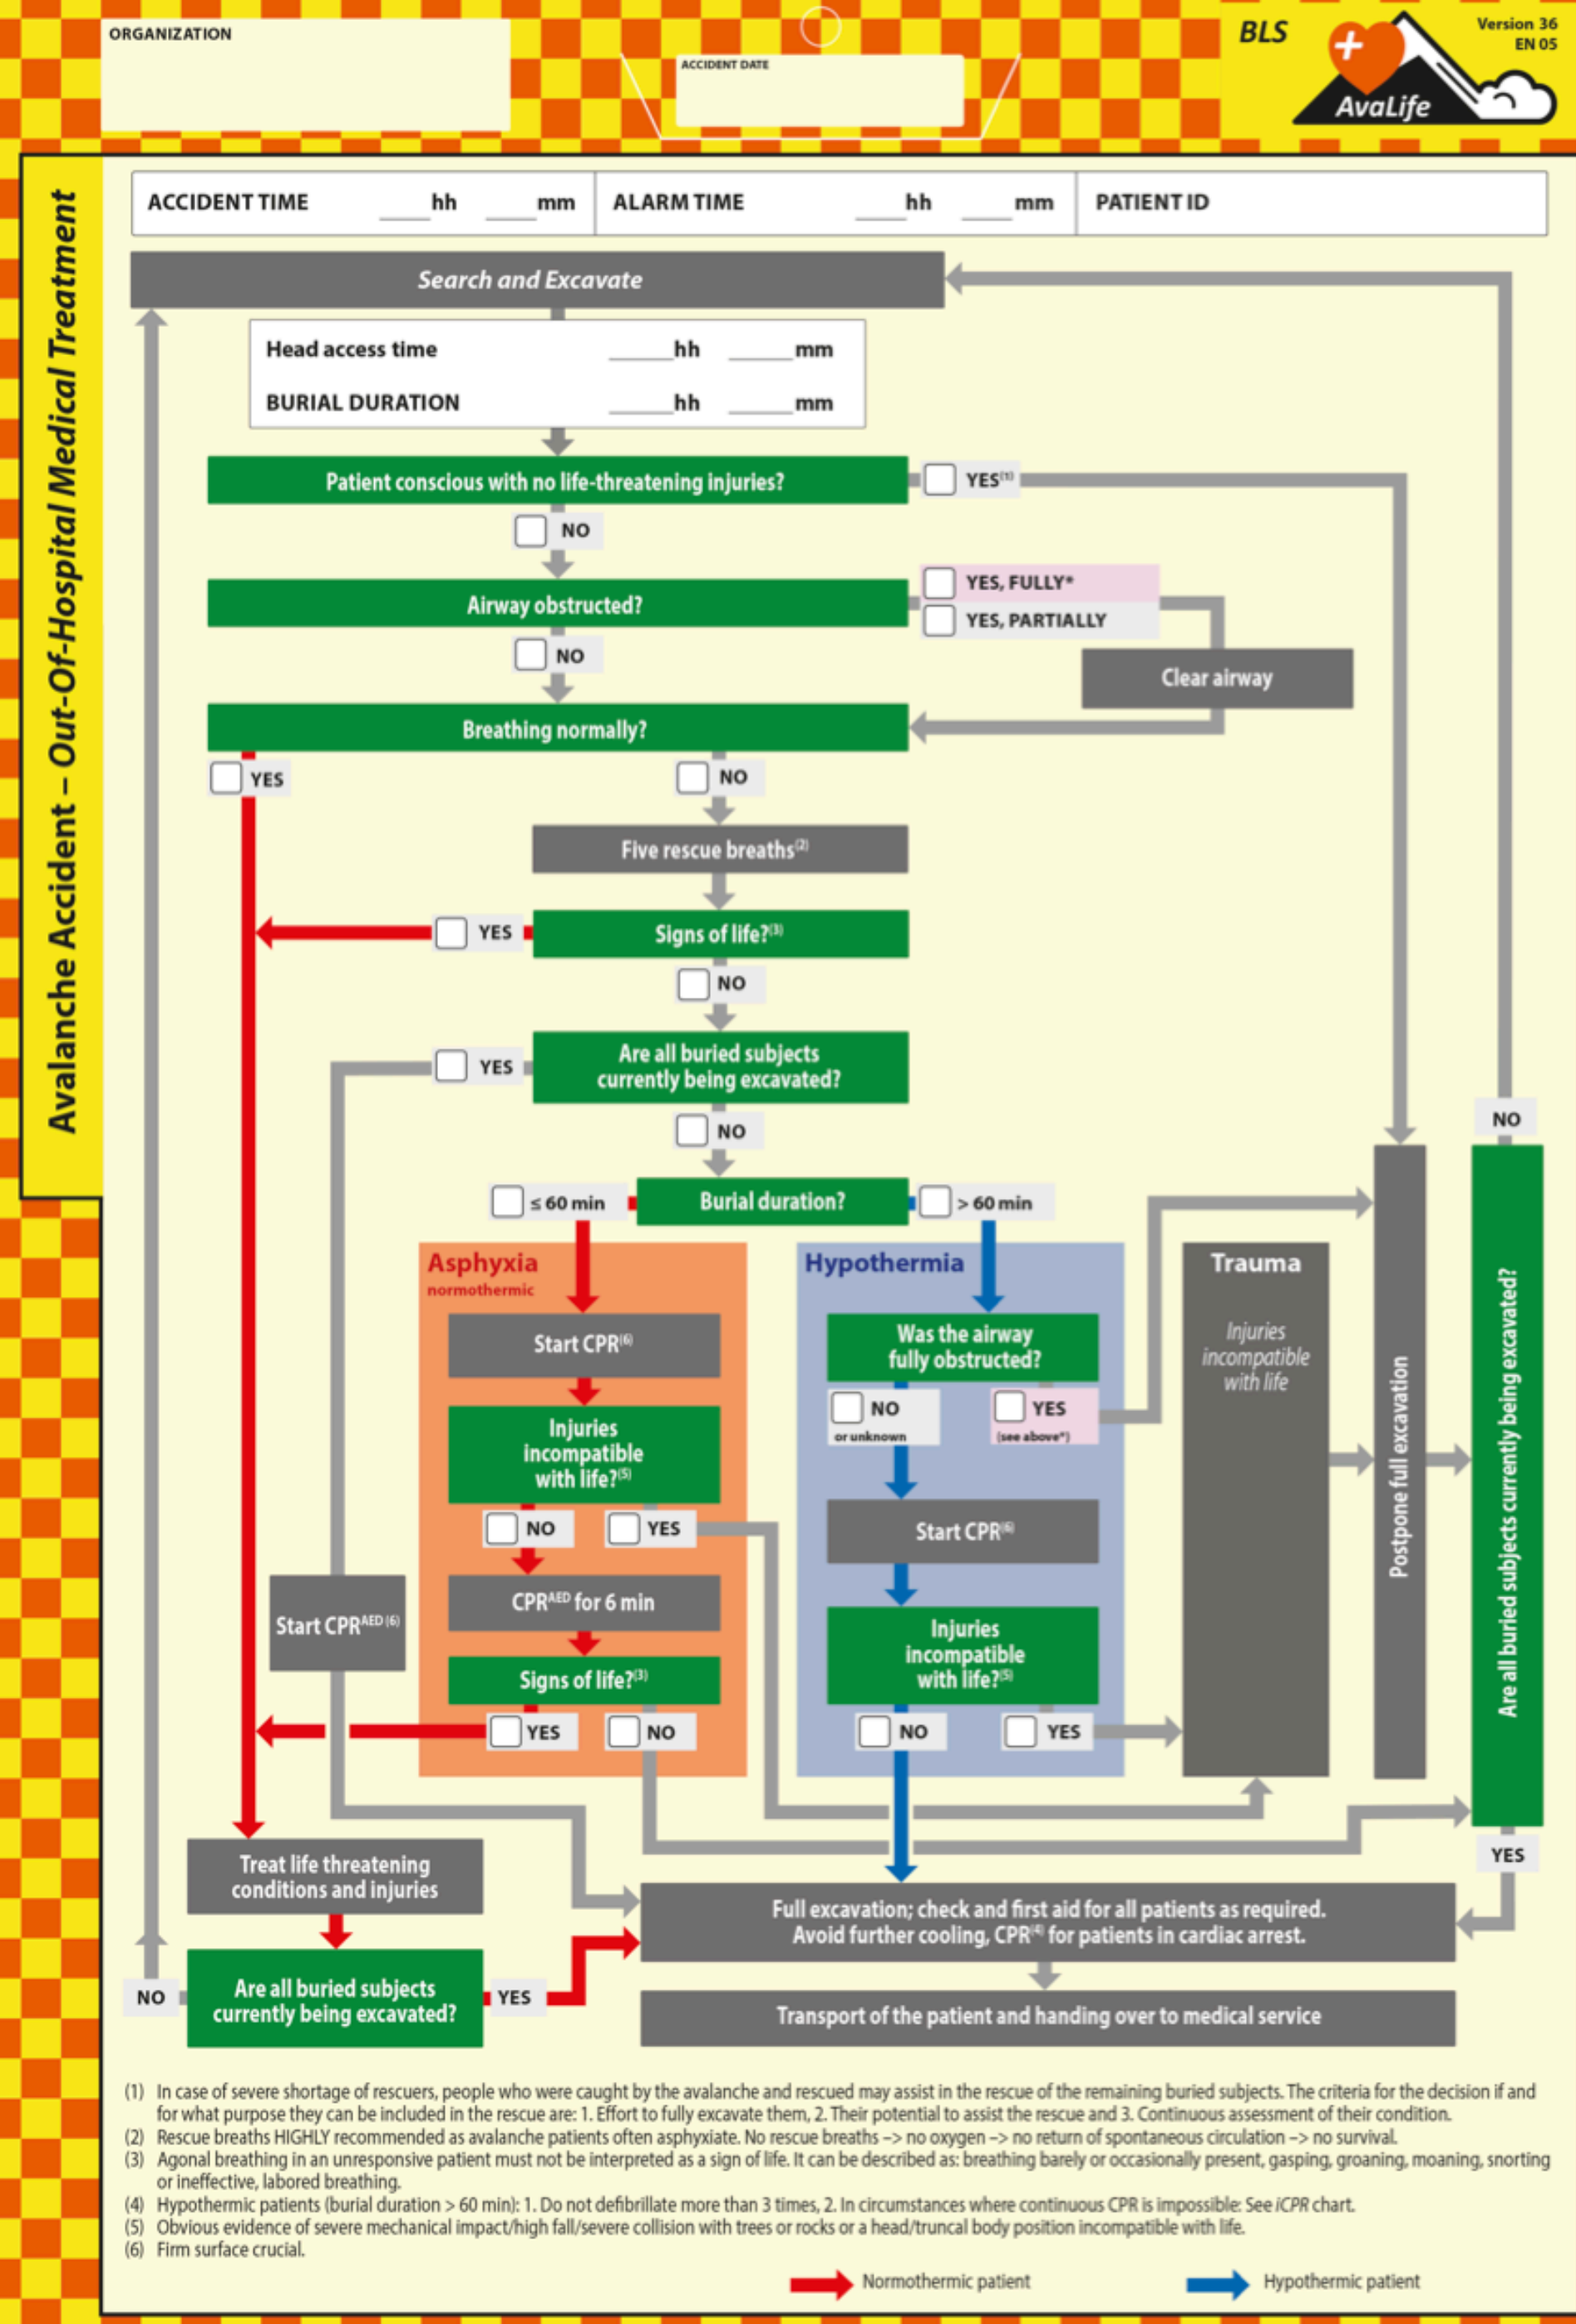 ORGANIZATION
ACCIDENT DATE
BLS
AvaLife
Version 36
EN 05
Avalanche Accident – Out-Of-Hospital Medical Treatment
ACCIDENT TIME ____hh ____mm
ALARM TIME ____hh ____mm
PATIENT ID
Search and Excavate
Head access time _____hh _____mm
BURIAL DURATION _____hh _____mm
Patient conscious with no life-threatening injuries?
YES(1)
NO
Airway obstructed?
YES, FULLY*
YES, PARTIALLY
NO
Clear airway
Breathing normally?
YES
NO
Five rescue breaths(2)
Signs of life?(3)
YES
NO
Are all buried subjects
currently being excavated?
YES
NO
Burial duration?
≤ 60 min
> 60 min
Asphyxia
normothermic
Start CPR(6)
Injuries
incompatible
with life?(5)
NO
YES
CPRAED for 6 min
Signs of life?(3)
YES
NO
Start CPRAED (6)
Hypothermia
Was the airway
fully obstructed?
NO
or unknown
YES
(see above*)
Start CPR(6)
Injuries
incompatible
with life?(5)
NO
YES
Trauma
Injuries
incompatible
with life
Postpone full excavation
NO
Are all buried subjects currently being excavated?
YES
Treat life threatening
conditions and injuries
Are all buried subjects
currently being excavated?
NO
YES
Full excavation; check and first aid for all patients as required.
Avoid further cooling, CPR(4) for patients in cardiac arrest.
Transport of the patient and handing over to medical service
(1) In case of severe shortage of rescuers, people who were caught by the avalanche and rescued may assist in the rescue of the remaining buried subjects. The criteria for the decision if and
for what purpose they can be included in the rescue are: 1. Effort to fully excavate them, 2. Their potential to assist the rescue and 3. Continuous assessment of their condition.
(2) Rescue breaths HIGHLY recommended as avalanche patients often asphyxiate. No rescue breaths –> no oxygen –> no return of spontaneous circulation –> no survival.
(3) Agonal breathing in an unresponsive patient must not be interpreted as a sign of life. It can be described as: breathing barely or occasionally present, gasping, groaning, moaning, snorting
or ineffective, labored breathing.
(4) Hypothermic patients (burial duration > 60 min): 1. Do not defibrillate more than 3 times, 2. In circumstances where continuous CPR is impossible: See iCPR chart.
(5) Obvious evidence of severe mechanical impact/high fall/severe collision with trees or rocks or a head/truncal body position incompatible with life.
(6) Firm surface crucial.
Normothermic patient
Hypothermic patient